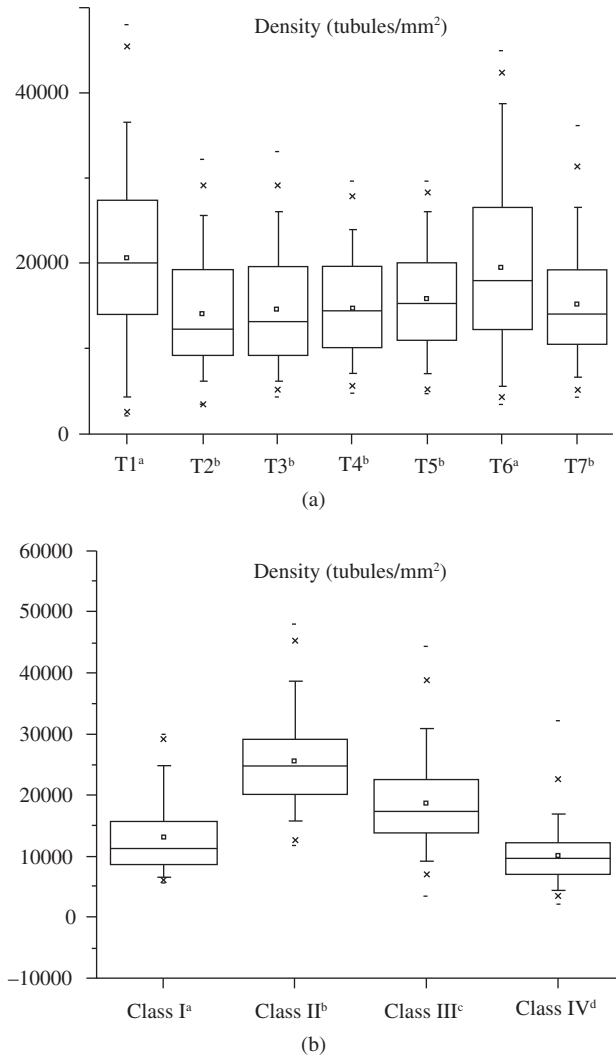 Density (tubules/mm²)
40000
20000
0
T1ᵃ T2ᵇ T3ᵇ T4ᵇ T5ᵇ T6ᵃ T7ᵇ
(a)
60000
Density (tubules/mm²)
50000
40000
30000
20000
10000
0
–10000
Class Iᵃ Class IIᵇ Class IIIᶜ Class IVᵈ
(b)